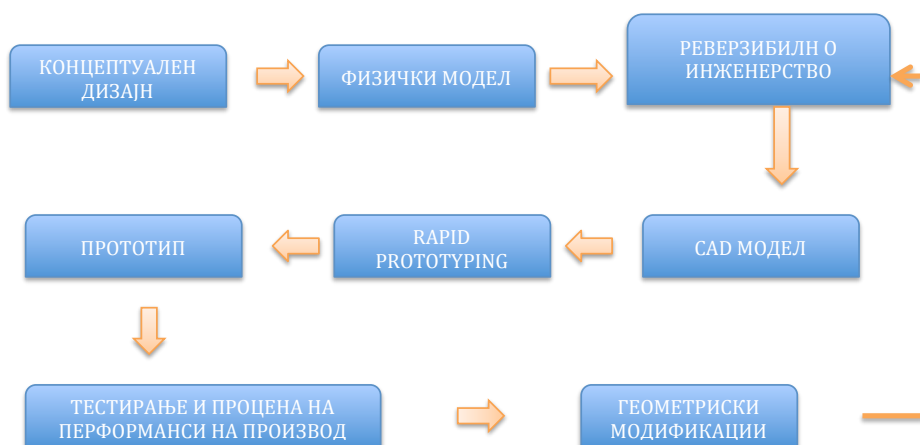 КОНЦЕПТУАЛЕН
ДИЗАЈН
ФИЗИЧКИ МОДЕЛ
РЕВЕРЗИБИЛН О
ИНЖЕНЕРСТВО
ПРОТОТИП
RAPID
PROTOTYPING
CAD МОДЕЛ
ТЕСТИРАЊЕ И ПРОЦЕНА НА
ПЕРФОРМАНСИ НА ПРОИЗВОД
ГЕОМЕТРИСКИ
МОДИФИКАЦИИ